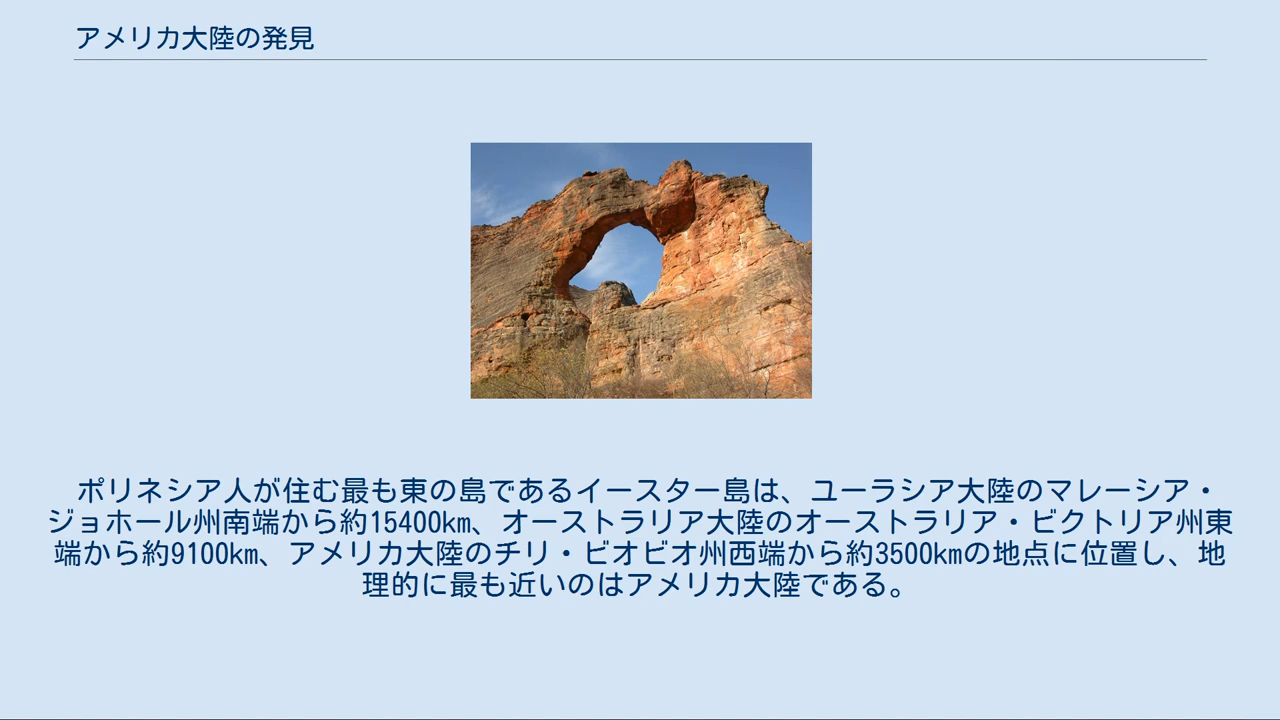 アメリカ大陸の発見
ポリネシア人が住む最も東の島であるイースター島は、ユーラシア大陸のマレーシア・
ジョホール州南端から約15400km、オーストラリア大陸のオーストラリア・ビクトリア州東
端から約9100km、アメリカ大陸のチリ・ビオビオ州西端から約3500kmの地点に位置し、地
理的に最も近いのはアメリカ大陸である。